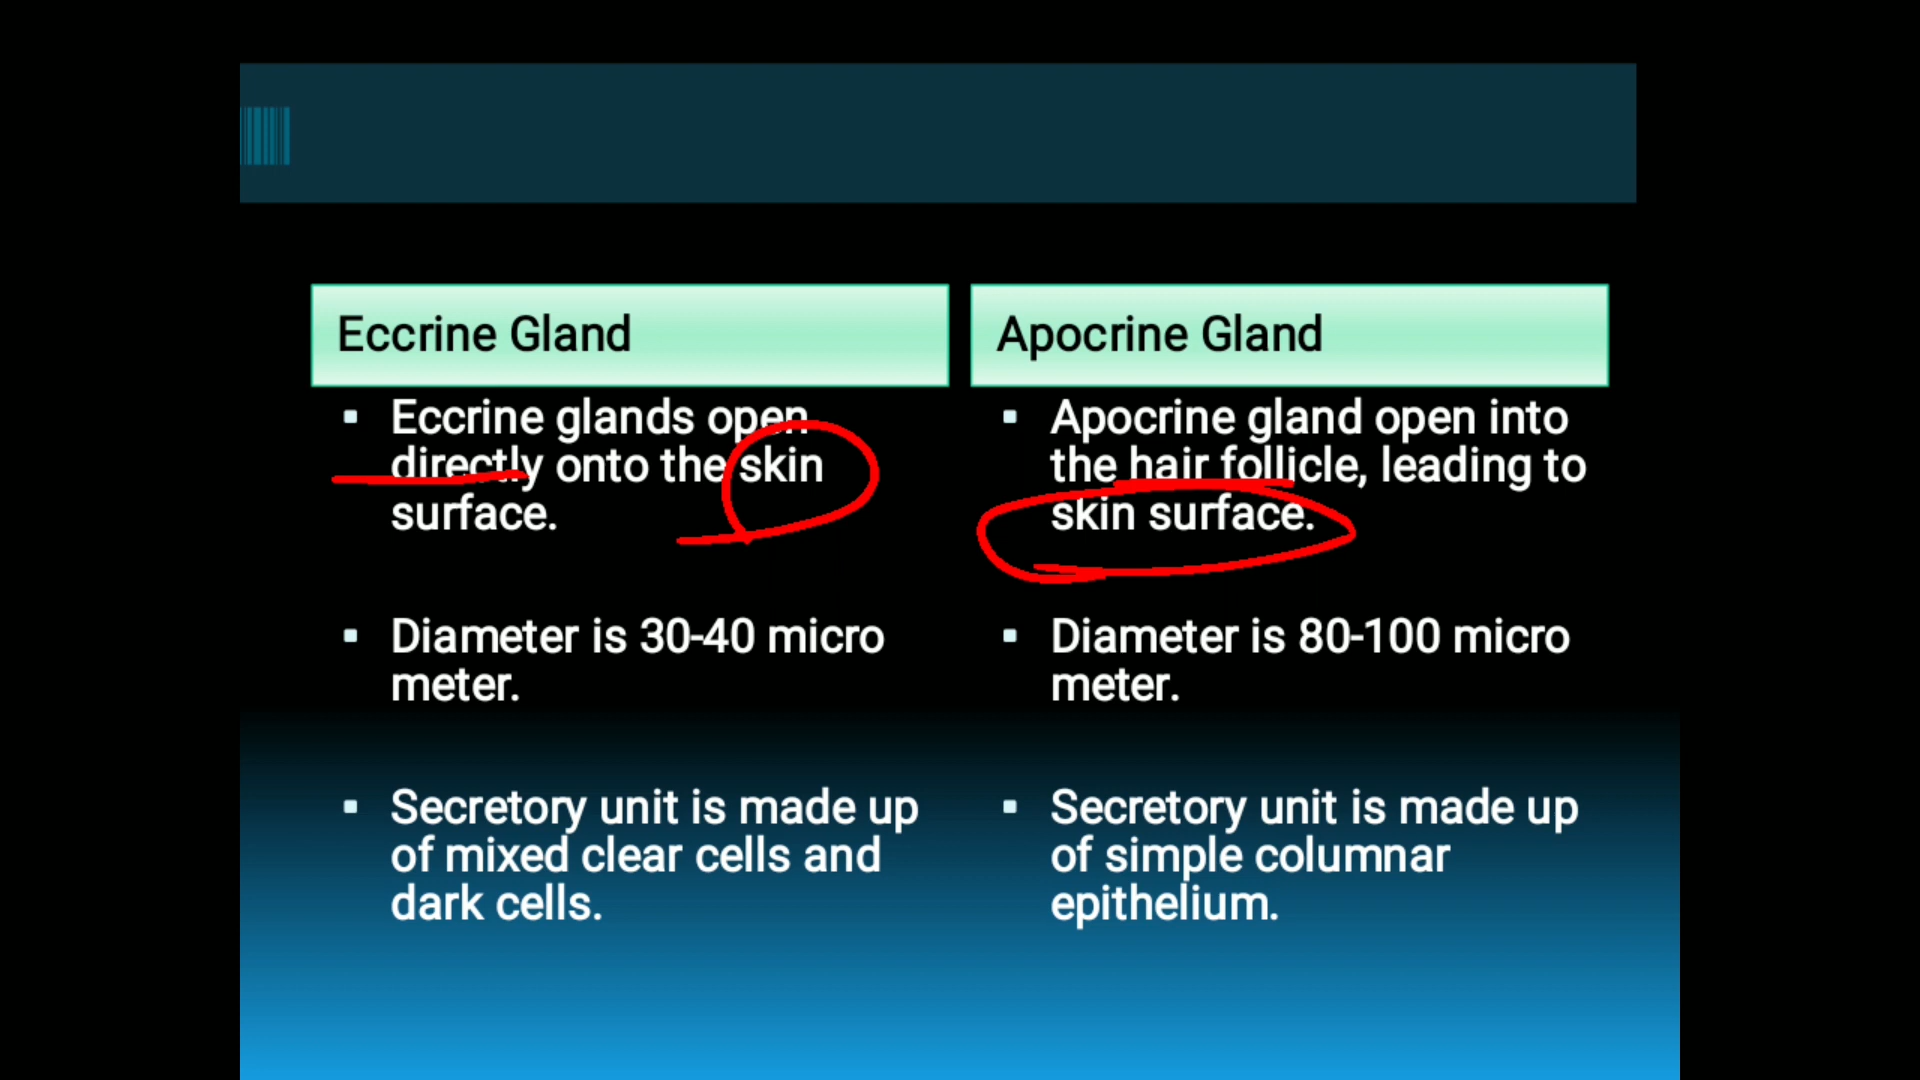 Eccrine Gland
Eccrine glands open
directly onto the skin
surface.
Diameter is 30-40 micro
meter.
Secretory unit is made up
of mixed clear cells and
dark cells.
Apocrine Gland
Apocrine gland open into
the hair follicle, leading to
skin surface.
Diameter is 80-100 micro
meter.
Secretory unit is made up
of simple columnar
epithelium.